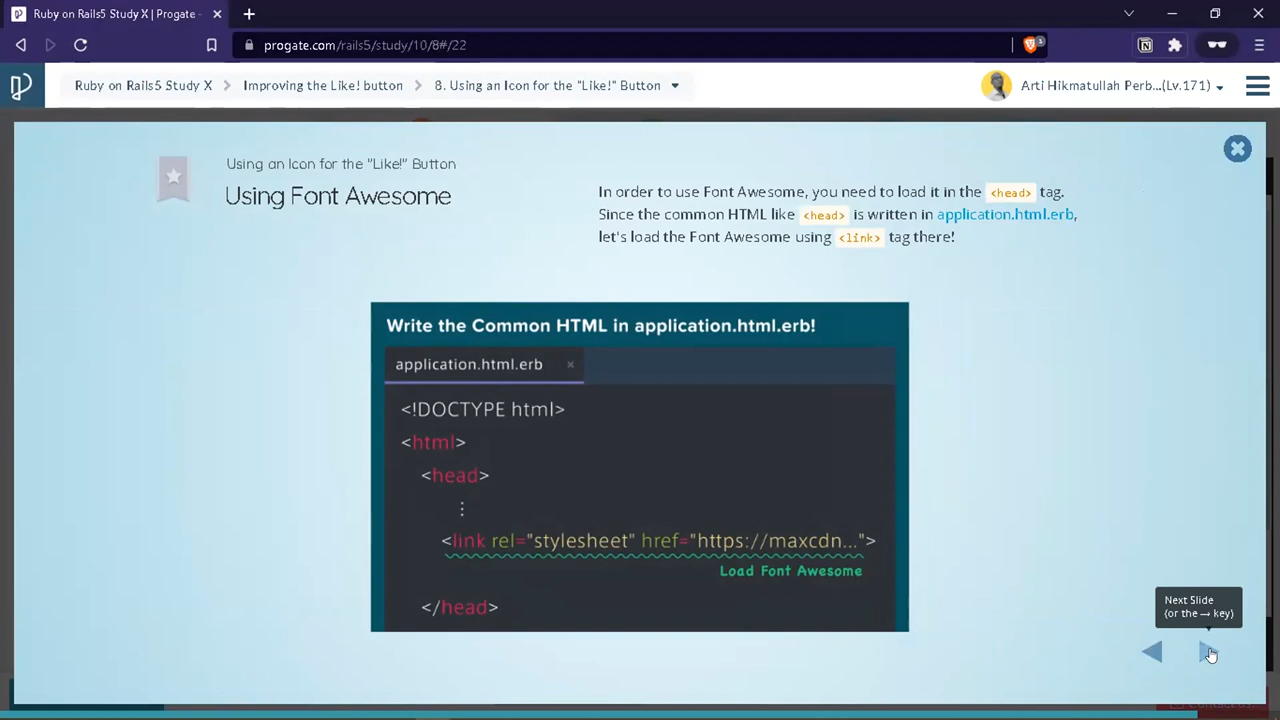 Ruby on Rails5 Study X | Progate -
progate.com/rails5/study/10/8#/22
Ruby on Rails5 Study X
Improving the Like! button
8. Using an Icon for the "Like!" Button
Arti Hikmatullah Perb...(Lv.171)
Using an Icon for the "Like!" Button
Using Font Awesome
In order to use Font Awesome, you need to load it in the <head> tag.
Since the common HTML like <head> is written in application.html.erb,
let's load the Font Awesome using <link> tag there!
Write the Common HTML in application.html.erb!
application.html.erb
<!DOCTYPE html>
<html>
<head>
⋮
<link rel="stylesheet" href="https://maxcdn...">
Load Font Awesome
</head>
Next Slide
(or the → key)